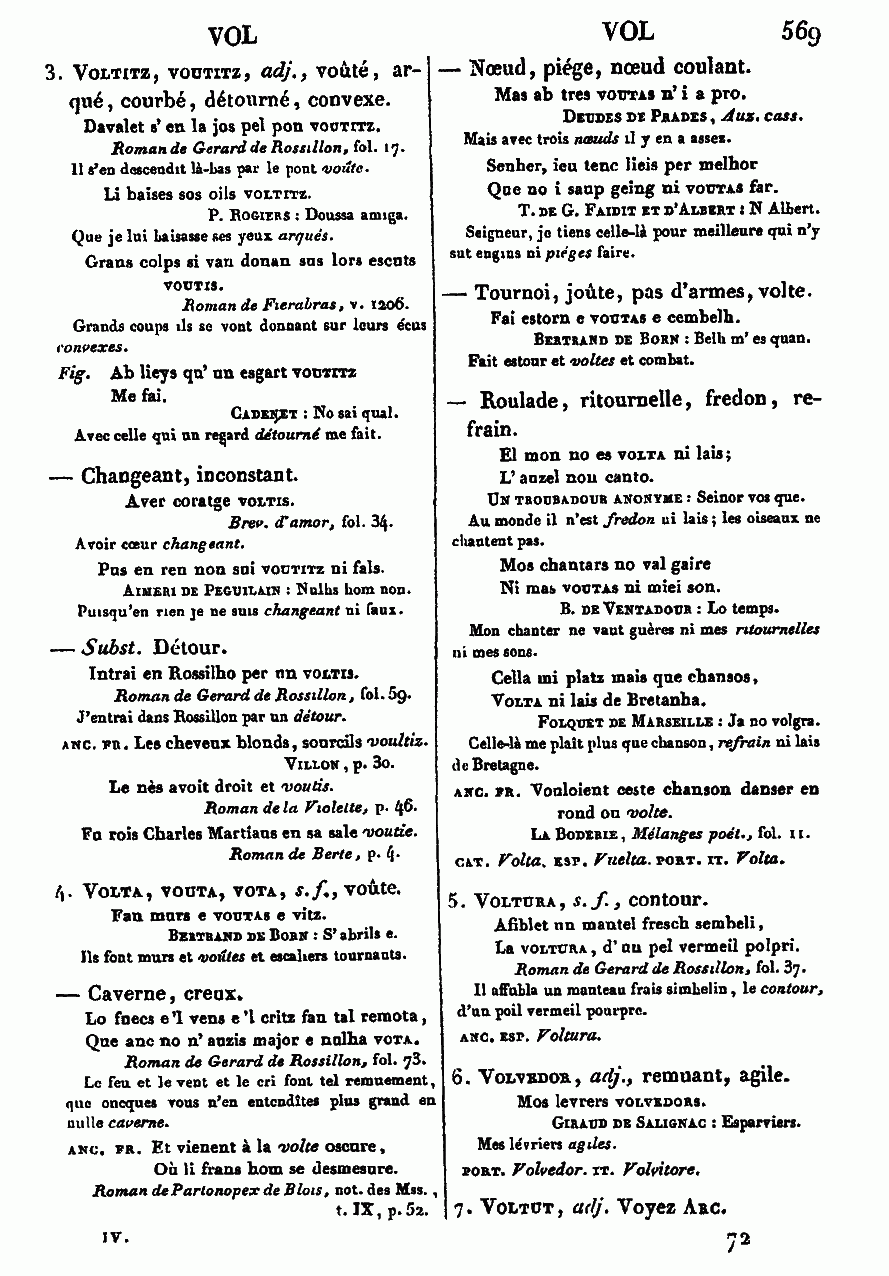 VOL
VOL 569
3. VOLTITZ, VOUTITZ, adj., voûté, ar-
qué, courbé, détourné, convexe.
Davalet s' en la jos pel pon VOUTITZ.
Roman de Gerard de Rossillon, fol. 17.
Il s'en descendit là-bas par le pont voûté.
Li baises sos oils VOLTITZ.
P. ROGIERS : Doussa amiga.
Que je lui baisasse ses yeux arqués.
Grans colps si van donan sus lors escuts
VOUTIS.
Roman de Fierabras, v. 1206.
Grands coups ils se vont donnant sur leurs écus
convexes.
Fig. Ab lieys qu' un esgart VOUTITZ
Me fai.
CADENET : No sai qual.
Avec celle qui un regard détourné me fait.
— Changeant, inconstant.
Aver coratge VOLTIS.
Brev. d'amor, fol. 34.
Avoir cœur changeant.
Pus en ren non sui VOUTITZ ni fals.
AIMERI DE PEGUILAIN : Nulhs hom non.
Puisqu'en rien je ne suis changeant ni faux.
— Subst. Détour.
Intrai en Rossilho per un VOLTIS.
Roman de Gerard de Rossillon, fol. 59.
J'entrai dans Rossillon par un détour.
ANC. FR. Les cheveux blonds, sourcils voultiz.
VILLON, p. 30.
Le nès avoit droit et voutis.
Roman de la Violette, p. 46.
Fu rois Charles Martiaus en sa sale voutie.
Roman de Berte, p. 4.
4. VOLTA, VOUTA, VOTA, s. f., voûte.
Fan murs e VOUTAS e vitz.
BERTRAND DE BORN : S' abrils e.
Ils font murs et voûtes et escaliers tournants.
— Caverne, creux.
Lo fuecs e 'l vens e 'l critz fan tal remota,
Que anc no n' auzis major e nulha VOTA.
Roman de Gerard de Rossillon, fol. 73.
Le feu et le vent et le cri font tel remuement,
que oncques vous n'en entendîtes plus grand en
nulle caverne.
ANC. FR. Et vienent à la volte oscure,
Où li frans hom se desmesure.
Roman de Partonopex de Blois, not. des Mss.,
t. IX, p. 52.
IV.
— Nœud, piége, nœud coulant.
Mas ab tres VOUTAS n' i a pro.
DEUDES DE PRADES, Aux. cass.
Mais avec trois nœuds il y en a assez.
Senher, ieu tenc lieis per melhor
Que no i saup geing ni VOUTAS far.
T. DE G. FAIDIT ET D'ALBERT : N Albert.
Seigneur, je tiens celle-là pour meilleure qui n'y
sut engins ni piéges faire.
— Tournoi, joûte, pas d'armes, volte.
Fai estorn e VOUTAS e cembelh.
BERTRAND DE BORN : Belh m' es quan.
Fait estour et voltes et combat.
— Roulade, ritournelle, fredon, re-
frain.
El mon no es VOLTA ni lais;
L' auzel nou canto.
UN TROUBADOUR ANONYME : Seinor vos que.
Au monde il n'est fredon ni lais; les oiseaux ne
chantent pas.
Mos chantars no val gaire
Ni mas VOUTAS ni miei son.
B. DE VENTADOUR : Lo temps.
Mon chanter ne vaut guères ni mes ritournelles
ni mes sons.
Cella mi platz mais que chansos,
VOLTA ni lais de Bretanha.
FOLQUET DE MARSEILLE : Ja no volgra.
Celle-là me plait plus que chanson, refrain ni lais
de Bretagne.
ANC. FR. Vouloient ceste chanson danser en
rond ou volte.
LA BODERIE, Mélanges poét., fol. 11.
CAT. Volta. ESP. Vuelta. PORT. IT. Volta.
5. VOLTURA, s. f., contour.
Afiblet un mantel fresch sembeli,
La VOLTURA, d' un pel vermeil polpri.
Roman de Gerard de Rossillon, fol. 37.
Il affubla un manteau frais simbelin, le contour,
d'un poil vermeil pourpre.
ANC. ESP. Voltura.
6. VOLVEDOR, adj., remuant, agile.
Mos levrers VOLVEDORS.
GIRAUD DE SALIGNAC : Esparviers.
Mes lévriers agiles.
PORT. Volvedor. IT. Volvitore.
7. VOLTUT, adj. Voyez ARC.
72